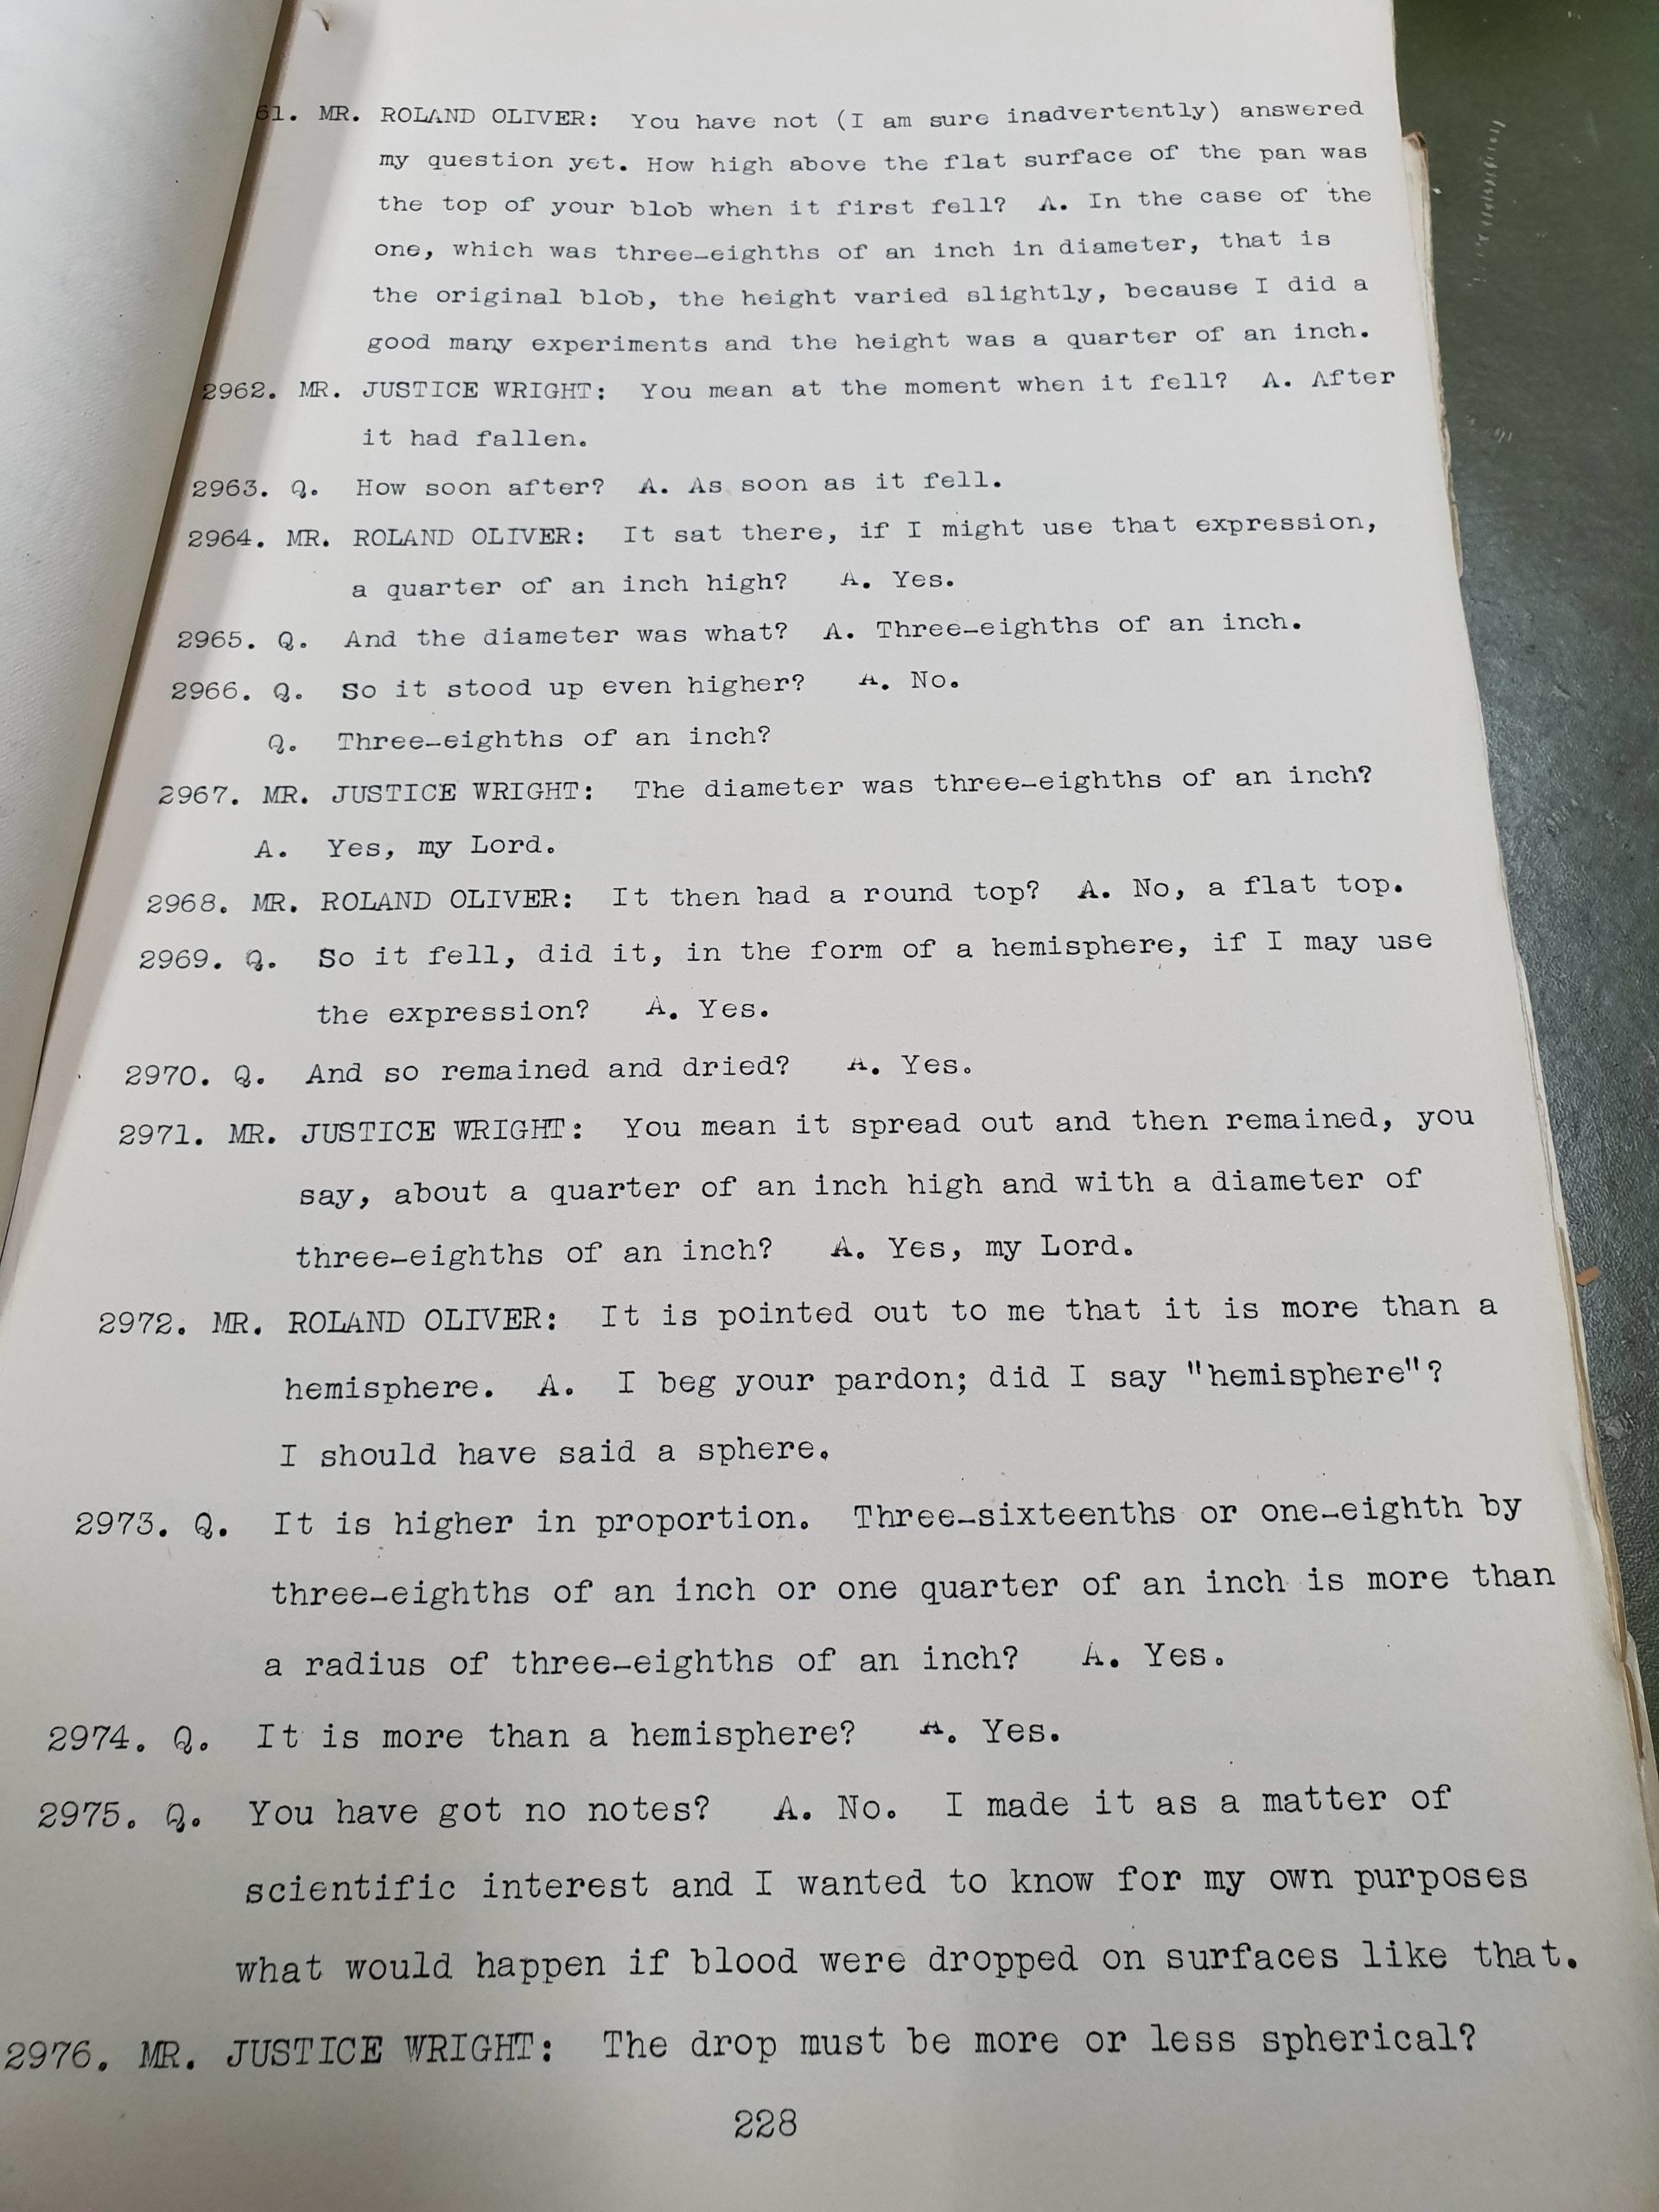 61. MR. ROLAND OLIVER: You have not (I am sure inadvertently) answered
my question yet. How high above the flat surface of the pan was
the top of your blob when it first fell? A. In the case of the
one, which was three-eighths of an inch in diameter, that is
the original blob, the height varied slightly, because I did a
good many experiments and the height was a quarter of an inch.
2962. MR. JUSTICE WRIGHT: You mean at the moment when it fell? A. After
it had fallen.
2963. Q. How soon after? A. As soon as it fell.
2964. MR. ROLAND OLIVER: It sat there, if I might use that expression,
a quarter of an inch high? A. Yes.
2965. Q. And the diameter was what? A. Three-eighths of an inch.
2966. Q. So it stood up even higher? A. No.
Q. Three-eighths of an inch?
2967. MR. JUSTICE WRIGHT: The diameter was three-eighths of an inch?
A. Yes, my Lord.
2968. MR. ROLAND OLIVER: It then had a round top? A. No, a flat top.
2969. Q. So it fell, did it, in the form of a hemisphere, if I may use
the expression? A. Yes.
2970. Q. And so remained and dried? A. Yes.
2971. MR. JUSTICE WRIGHT: You mean it spread out and then remained, you
say, about a quarter of an inch high and with a diameter of
three-eighths of an inch? A. Yes, my Lord.
2972. MR. ROLAND OLIVER: It is pointed out to me that it is more than a
hemisphere. A. I beg your pardon; did I say "hemisphere"?
I should have said a sphere.
2973. Q. It is higher in proportion. Three-sixteenths or one-eighth by
three-eighths of an inch or one quarter of an inch is more than
a radius of three-eighths of an inch? A. Yes.
2974. Q. It is more than a hemisphere? A. Yes.
2975. Q. You have got no notes? A. No. I made it as a matter of
scientific interest and I wanted to know for my own purposes
what would happen if blood were dropped on surfaces like that.
2976. MR. JUSTICE WRIGHT: The drop must be more or less spherical?
228